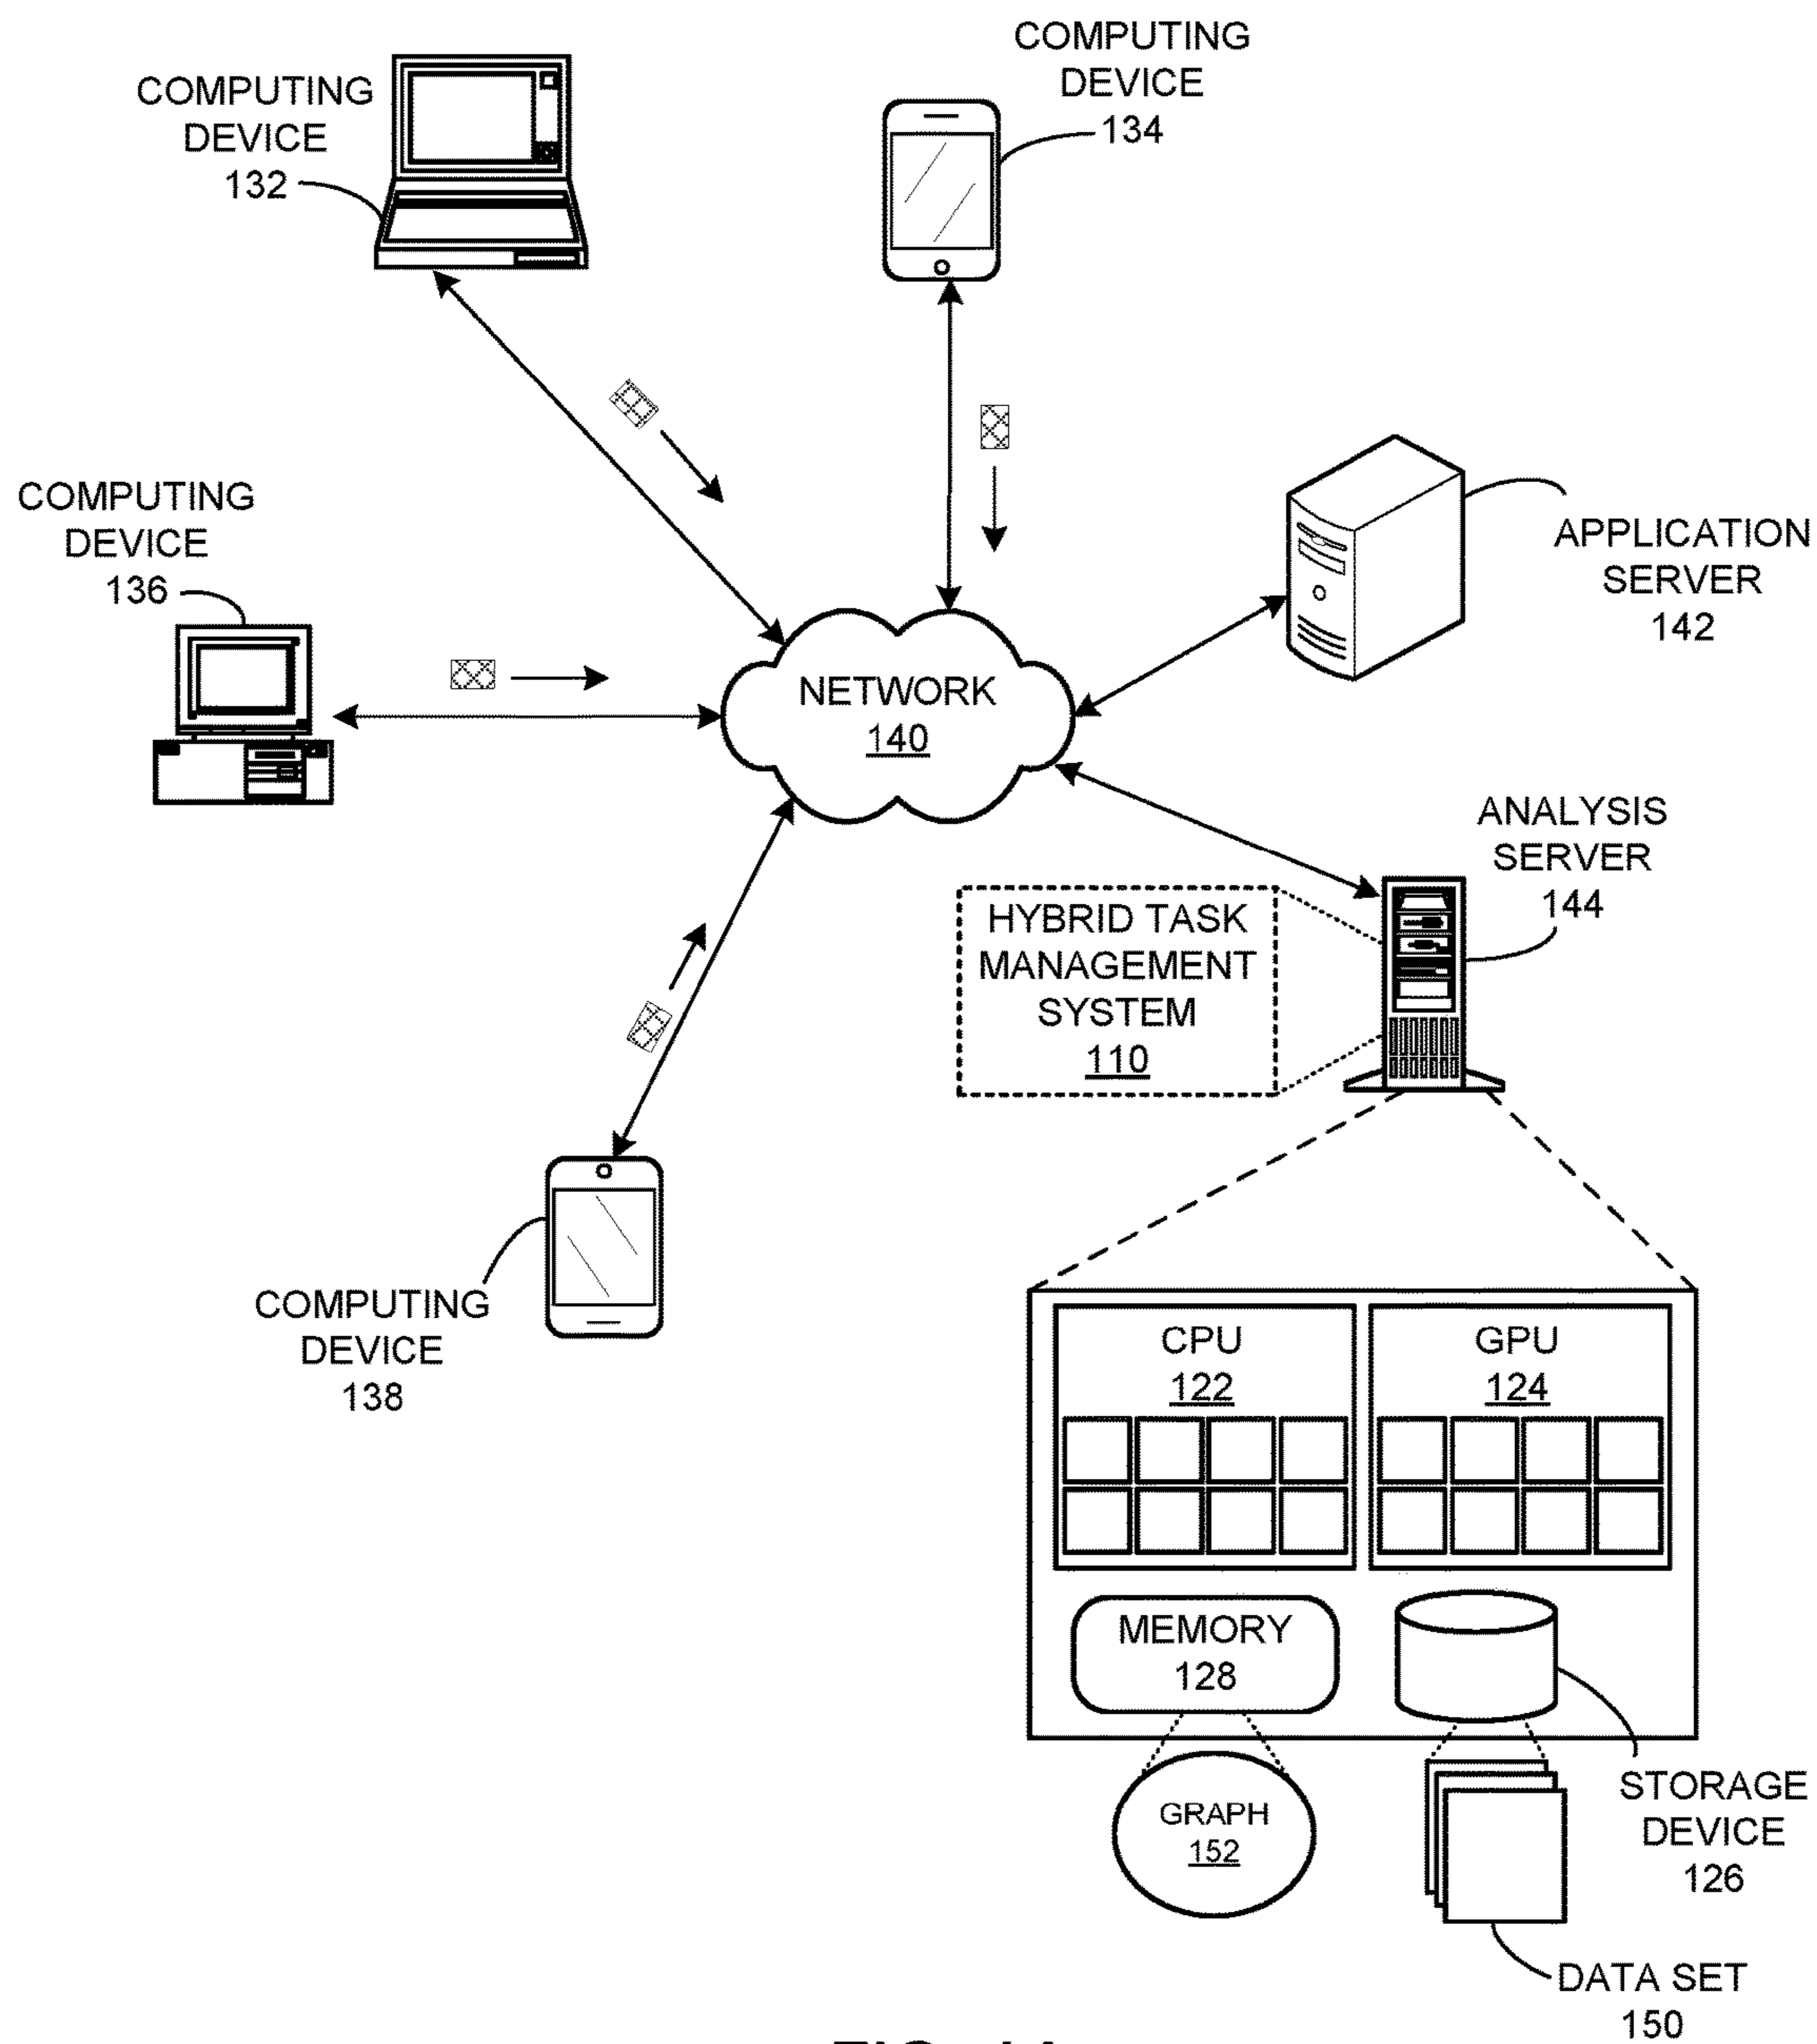 COMPUTING
DEVICE
132
COMPUTING
DEVICE
134
COMPUTING
DEVICE
136
APPLICATION
SERVER
142
NETWORK
140
ANALYSIS
SERVER
144
HYBRID TASK
MANAGEMENT
SYSTEM
110
COMPUTING
DEVICE
138
CPU
122
GPU
124
MEMORY
128
STORAGE
DEVICE
126
GRAPH
152
DATA SET
150